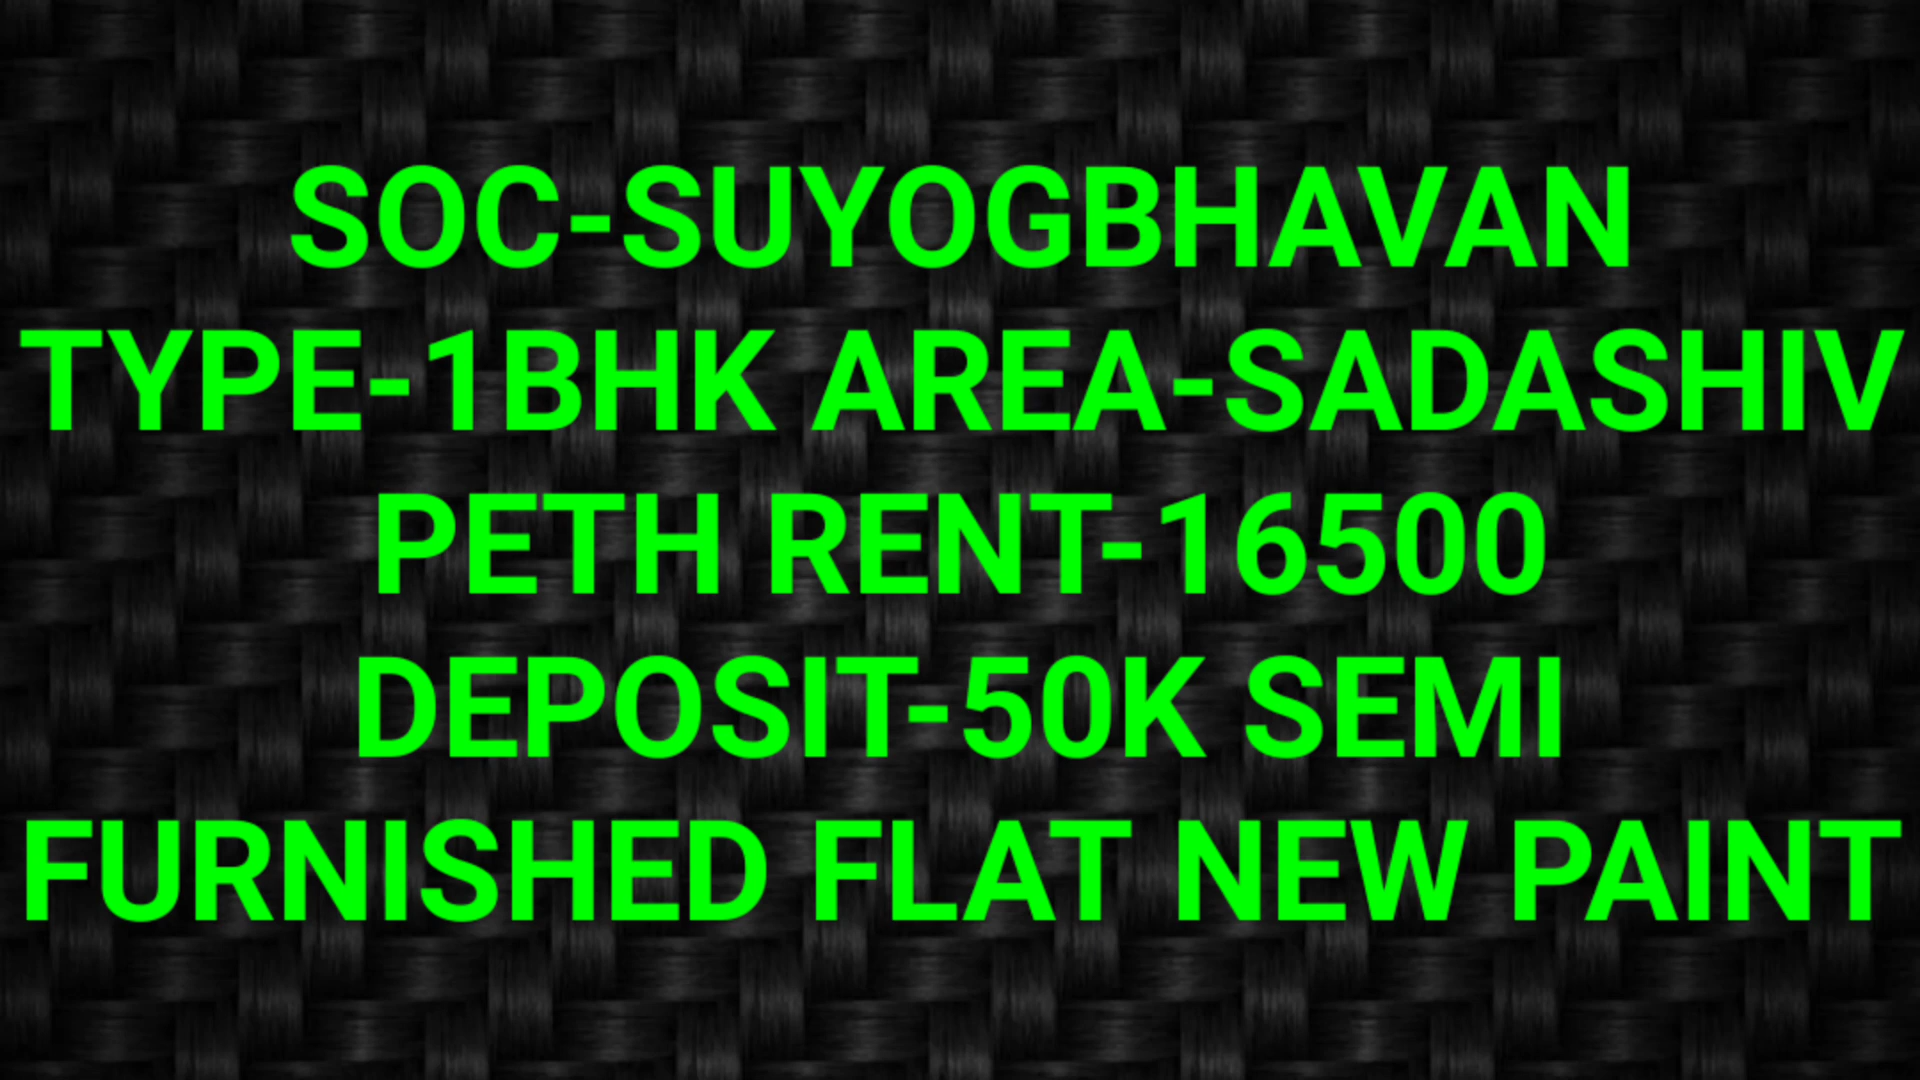 SOC-SUYOGBHAVAN
TYPE-1BHK AREA-SADASHIV
PETH RENT-16500
DEPOSIT-50K SEMI
FURNISHED FLAT NEW PAINT